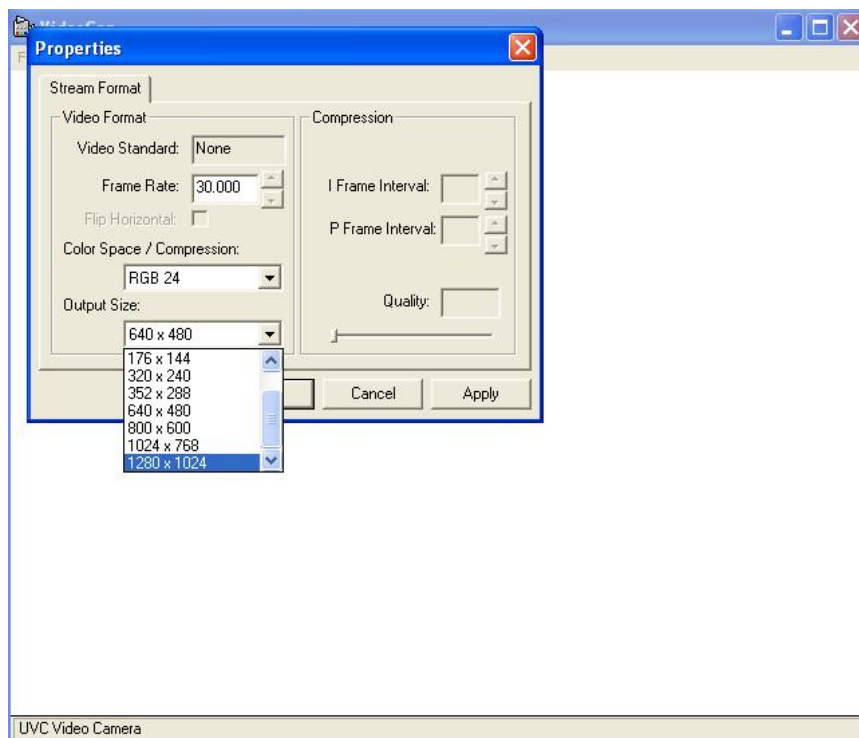 Properties
Stream Format
Video Format
Video Standard: None
Frame Rate: 30.000
Flip Horizontal:
Color Space / Compression:
RGB 24
Output Size:
640 x 480
176 x 144
320 x 240
352 x 288
640 x 480
800 x 600
1024 x 768
1280 x 1024
Compression
I Frame Interval:
P Frame Interval:
Quality:
Cancel
Apply
UVC Video Camera